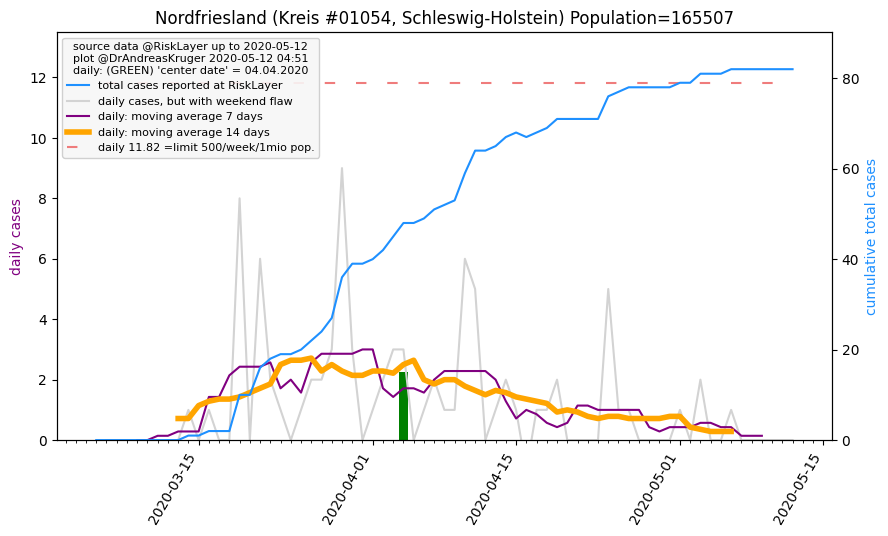 Nordfriesland (Kreis #01054, Schleswig-Holstein) Population=165507
source data @RiskLayer up to 2020-05-12
plot @DrAndreasKruger 2020-05-12 04:51
daily: (GREEN) 'center date' = 04.04.2020
total cases reported at RiskLayer
daily cases, but with weekend flaw
daily: moving average 7 days
daily: moving average 14 days
daily 11.82 =limit 500/week/1mio pop.
daily cases
12
10
8
6
4
2
0
cumulative total cases
80
60
40
20
0
2020-03-15
2020-04-01
2020-04-15
2020-05-01
2020-05-15